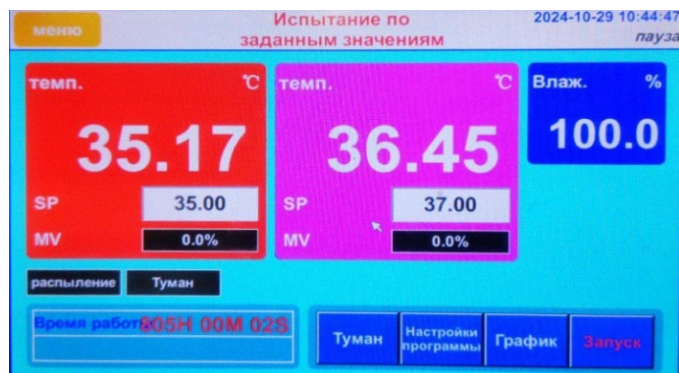 меню
Испытание по
заданным значениям
2024-10-29 10:44:47
пауза
темп. ℃
35.17
SP 35.00
MV 0.0%
темп. ℃
36.45
SP 37.00
MV 0.0%
Влаж. %
100.0
распыление
Туман
Время работы 805H 00M 02S
Туман
Настройки
программы
График
Запуск